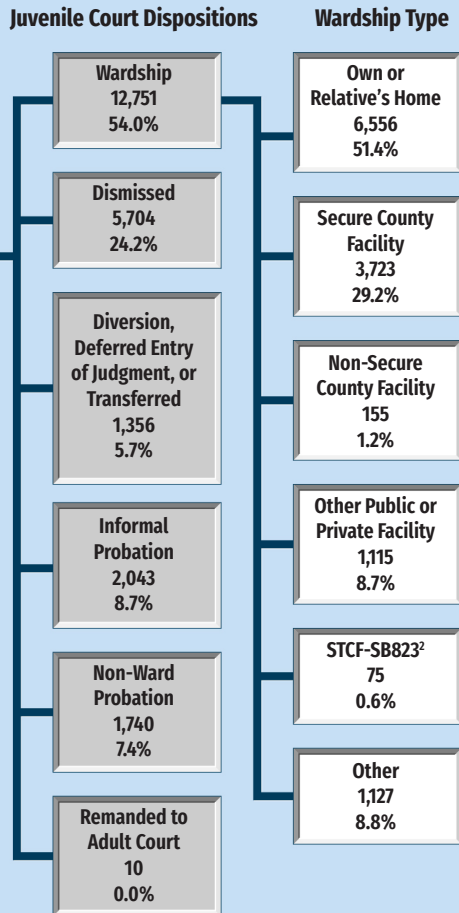 Juvenile Court Dispositions
Wardship
12,751
54.0%
Dismissed
5,704
24.2%
Diversion,
Deferred Entry
of Judgment, or
Transferred
1,356
5.7%
Informal
Probation
2,043
8.7%
Non-Ward
Probation
1,740
7.4%
Remanded to
Adult Court
10
0.0%
Wardship Type
Own or
Relative's Home
6,556
51.4%
Secure County
Facility
3,723
29.2%
Non-Secure
County Facility
155
1.2%
Other Public or
Private Facility
1,115
8.7%
STCF-SB823²
75
0.6%
Other
1,127
8.8%